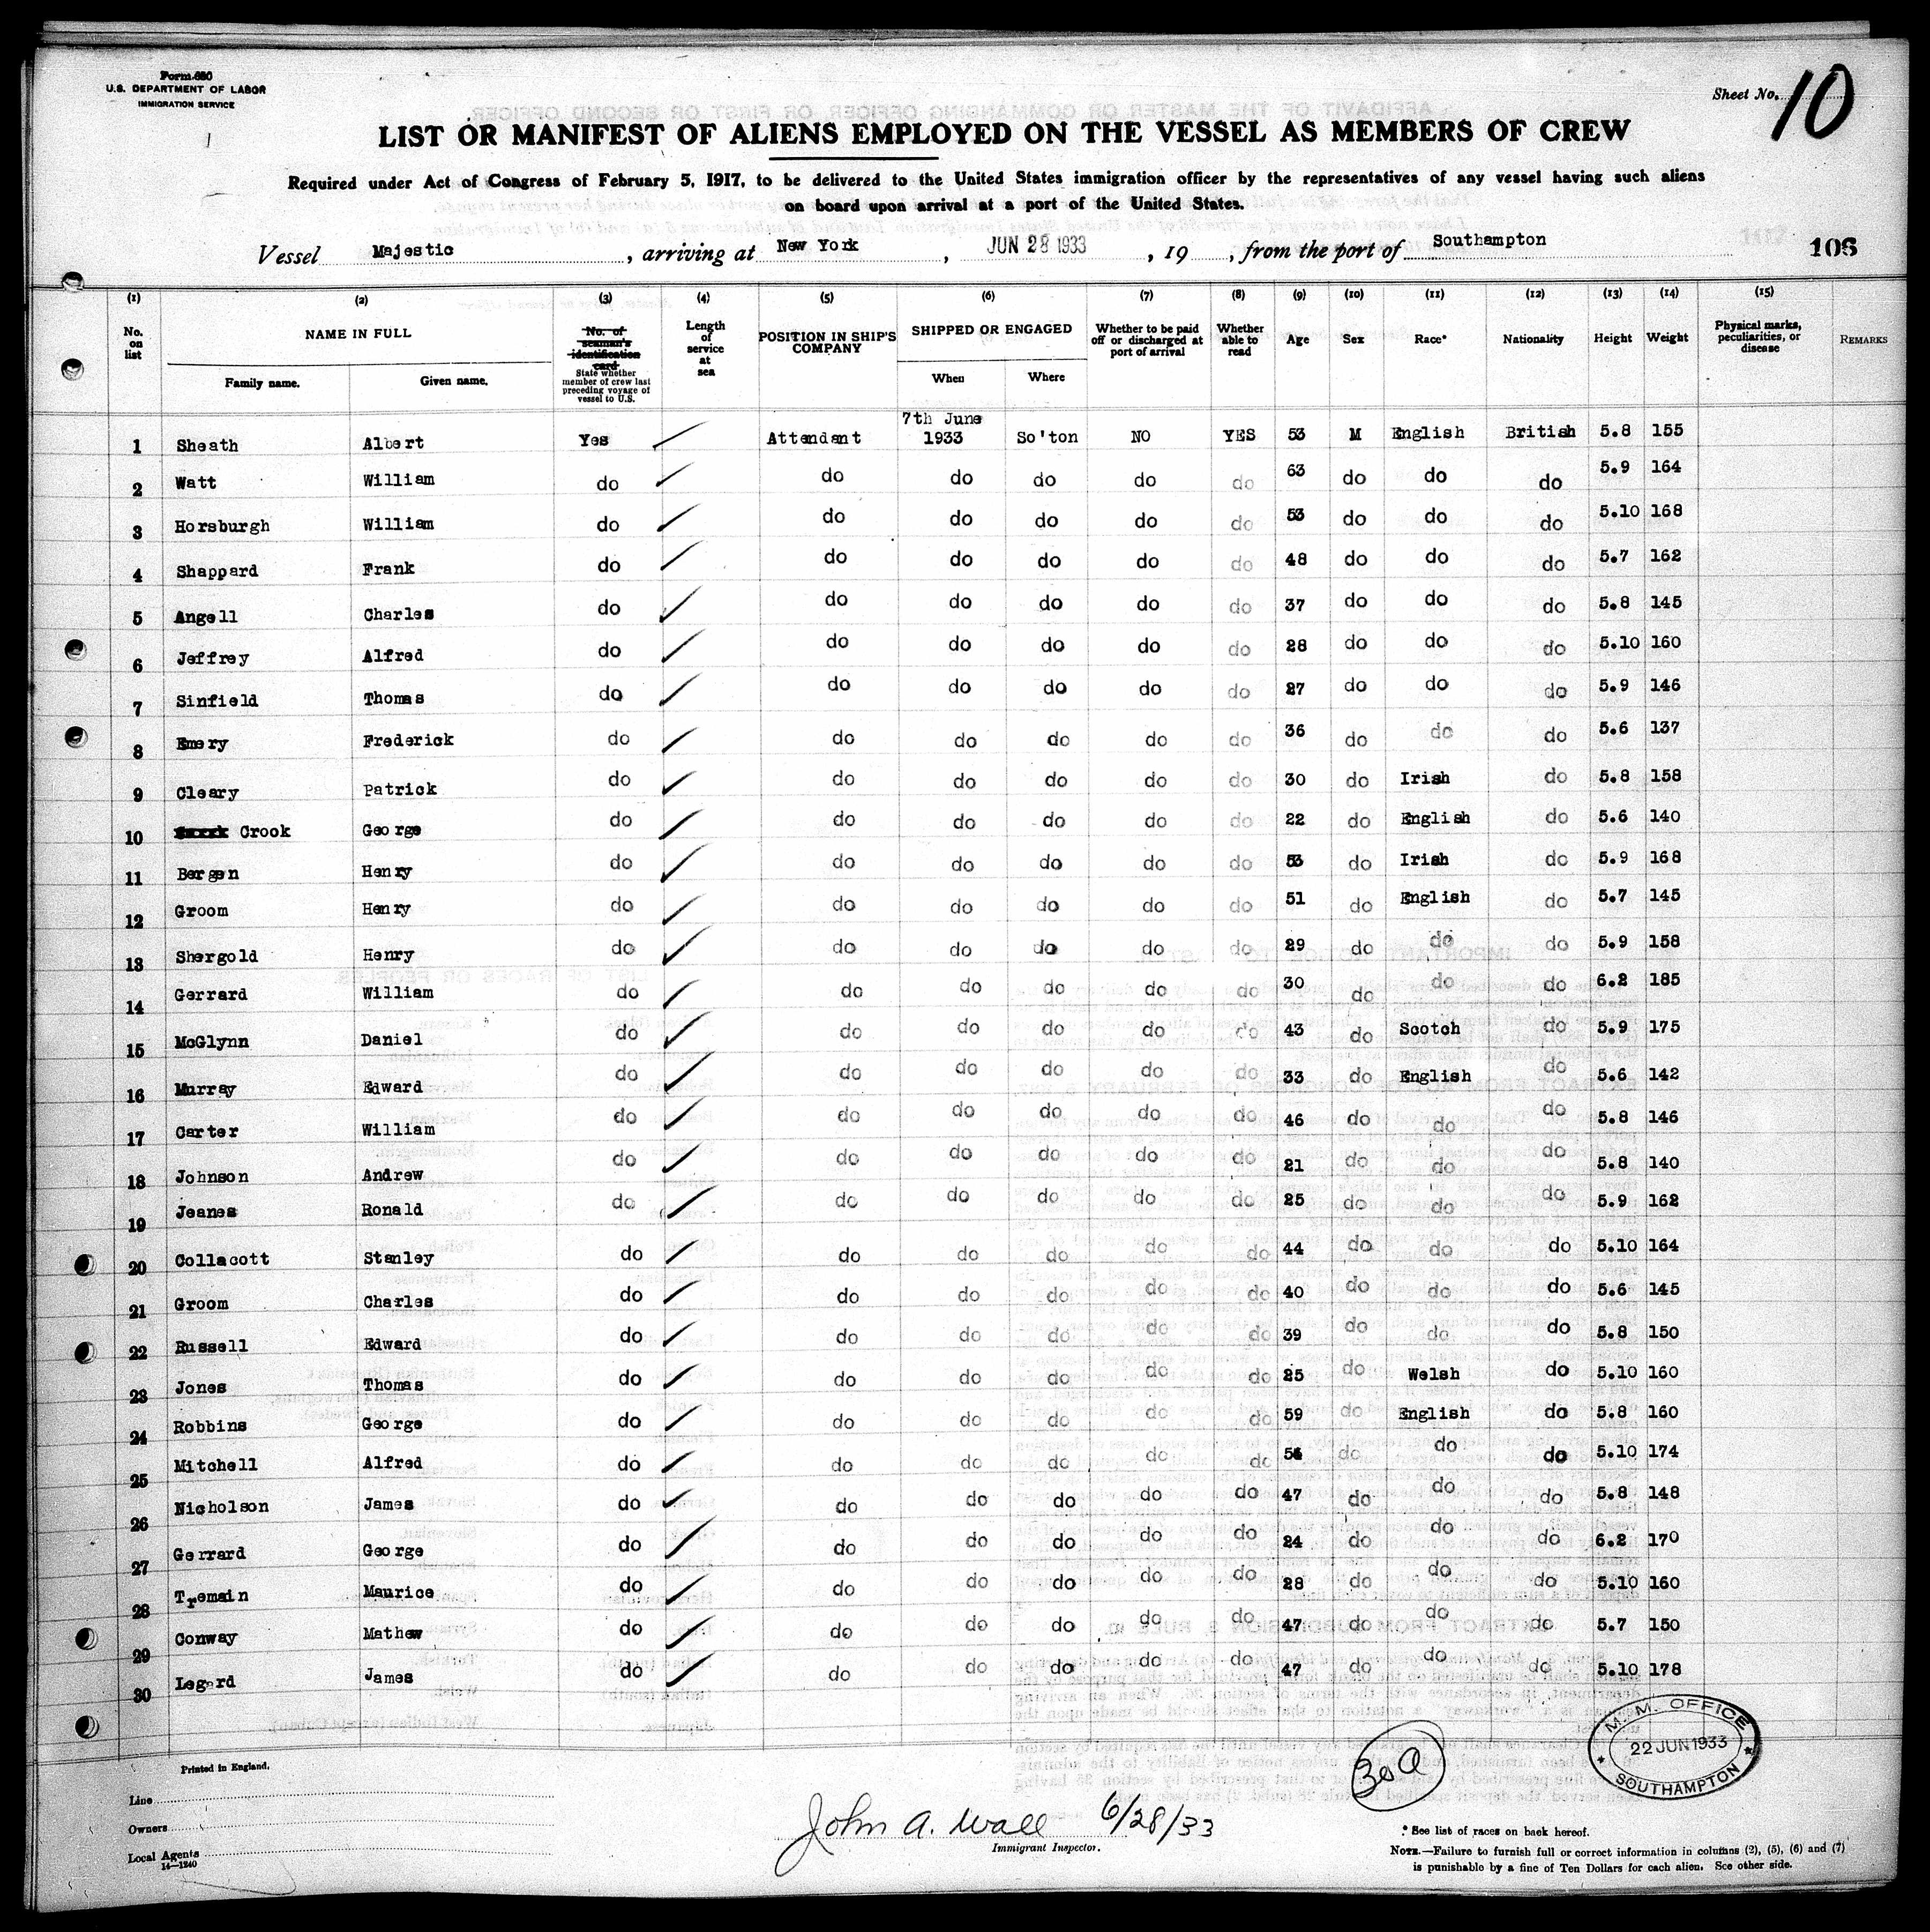 Form 680
U.S. DEPARTMENT OF LABOR
IMMIGRATION SERVICE
Sheet No. 10
LIST OR MANIFEST OF ALIENS EMPLOYED ON THE VESSEL AS MEMBERS OF CREW
Required under Act of Congress of February 5, 1917, to be delivered to the United States immigration officer by the representatives of any vessel having such aliens
on board upon arrival at a port of the United States.
Vessel Majestic, arriving at New York, JUN 28 1933, 19, from the port of Southampton 106
(1) (2) (3) (4) (5) (6) (7) (8) (9) (10) (11) (12) (13) (14) (15)
No. on list NAME IN FULL Family name. Given name. No. of seaman's identification card State whether member of crew last preceding voyage of vessel to U.S. Length of service at sea POSITION IN SHIP'S COMPANY SHIPPED OR ENGAGED When Where Whether to be paid off or discharged at port of arrival Whether able to read Age Sex Race* Nationality Height Weight Physical marks, peculiarities, or disease REMARKS
1 Sheath Albert Yes Attendant 7th June 1933 So'ton NO YES 53 M English British 5.8 155
2 Watt William do do do do do do 63 do do do 5.9 164
3 Horsburgh William do do do do do do 53 do do do 5.10 168
4 Shappard Frank do do do do do do 48 do do do 5.7 162
5 Angell Charles do do do do do do 37 do do do 5.8 145
6 Jeffrey Alfred do do do do do do 28 do do do 5.10 160
7 Sinfield Thomas do do do do do do 27 do do do 5.9 146
8 Emery Frederick do do do do do do 36 do do do 5.6 137
9 Cleary Patrick do do do do do do 30 do Irish do 5.8 158
10 Crook George do do do do do do 22 do English do 5.6 140
11 Bergen Henry do do do do do do 53 do Irish do 5.9 168
12 Groom Henry do do do do do do 51 do English do 5.7 145
13 Shergold Henry do do do do do do 29 do do do 5.9 158
14 Gerrard William do do do do do do 30 do do do 6.2 185
15 McGlynn Daniel do do do do do do 43 do Scotch do 5.9 175
16 Murray Edward do do do do do do 33 do English do 5.6 142
17 Carter William do do do do do do 46 do do do 5.8 146
18 Johnson Andrew do do do do do do 21 do do do 5.8 140
19 Jeanes Ronald do do do do do do 25 do do do 5.9 162
20 Collacott Stanley do do do do do do 44 do do do 5.10 164
21 Groom Charles do do do do do do 40 do do do 5.6 145
22 Russell Edward do do do do do do 39 do do do 5.8 150
23 Jones Thomas do do do do do do 25 do Welsh do 5.10 160
24 Robbins George do do do do do do 59 do English do 5.8 160
25 Mitchell Alfred do do do do do do do do do 5.10 174
26 Nicholson James do do do do do do 47 do do do 5.8 148
27 Gerrard George do do do do do do 24 do do do 6.2 170
28 Tremain Maurice do do do do do do 28 do do do 5.10 160
29 Conway Mathew do do do do do do 47 do do do 5.7 150
30 Legard James do do do do do do 47 do do do 5.10 178
Printed in England.
M. M. OFFICE
22 JUN 1933
SOUTHAMPTON
30 a
Line
Owners
Local Agents
14—1240
John A. Wall 6/28/33
Immigrant Inspector.
* See list of races on back hereof.
NOTE.—Failure to furnish full or correct information in columns (2), (5), (6) and (7)
is punishable by a fine of Ten Dollars for each alien. See other side.